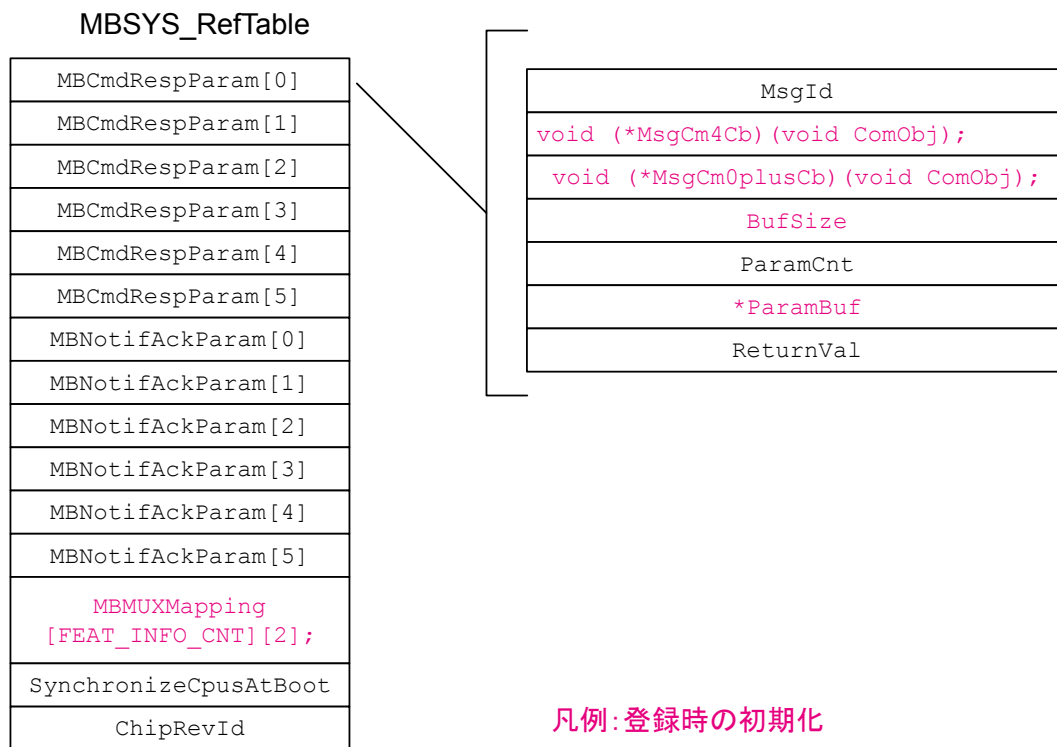 MBSYS_RefTable
MBCmdRespParam[0]
MBCmdRespParam[1]
MBCmdRespParam[2]
MBCmdRespParam[3]
MBCmdRespParam[4]
MBCmdRespParam[5]
MBNotifAckParam[0]
MBNotifAckParam[1]
MBNotifAckParam[2]
MBNotifAckParam[3]
MBNotifAckParam[4]
MBNotifAckParam[5]
MBMUXMapping
[FEAT_INFO_CNT][2];
SynchronizeCpusAtBoot
ChipRevId
MsgId
void (*MsgCm4Cb)(void ComObj);
void (*MsgCm0plusCb)(void ComObj);
BufSize
ParamCnt
*ParamBuf
ReturnVal
凡例：登録時の初期化